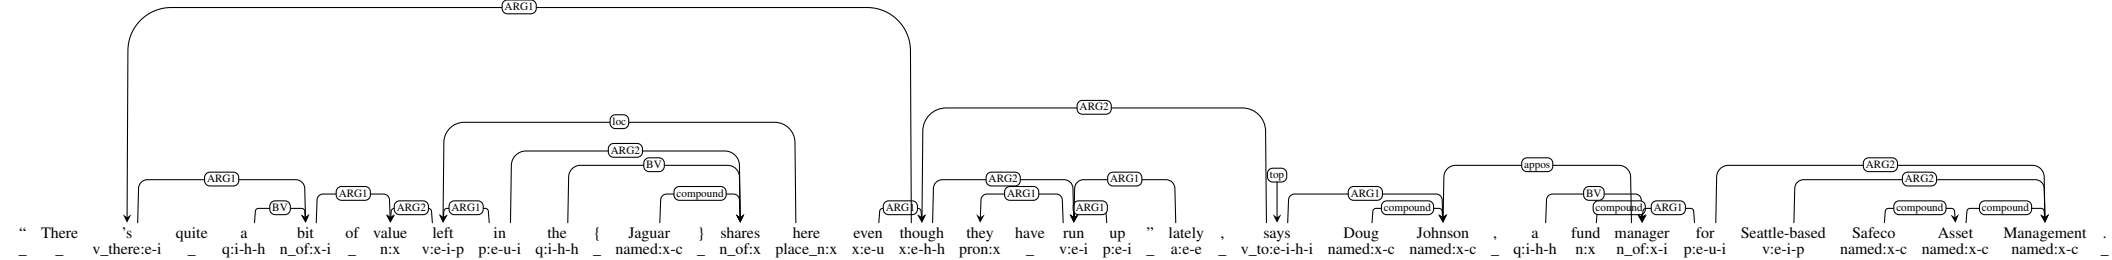 ARG1
ARG2
loc
ARG2
BV appos
top ARG2
ARG1 ARG2 ARG1 ARG2
ARG1 compound ARG1 ARG1 BV
BV ARG2 ARG1 ARG1 ARG1 compound compound ARG1 compound compound
“ There ’s quite a bit of value left in the { Jaguar } shares here even though they have run up ” lately , says Doug Johnson , a fund manager for Seattle-based Safeco Asset Management .
_ _ v_there:e-i _ q:i-h-h n_of:x-i _ n:x v:e-i-p p:e-u-i q:i-h-h _ named:x-c _ n_of:x place_n:x x:e-u x:e-h-h pron:x _ v:e-i p:e-i _ a:e-e _ v_to:e-i-h-i named:x-c named:x-c _ q:i-h-h n:x n_of:x-i p:e-u-i v:e-i-p named:x-c named:x-c named:x-c _